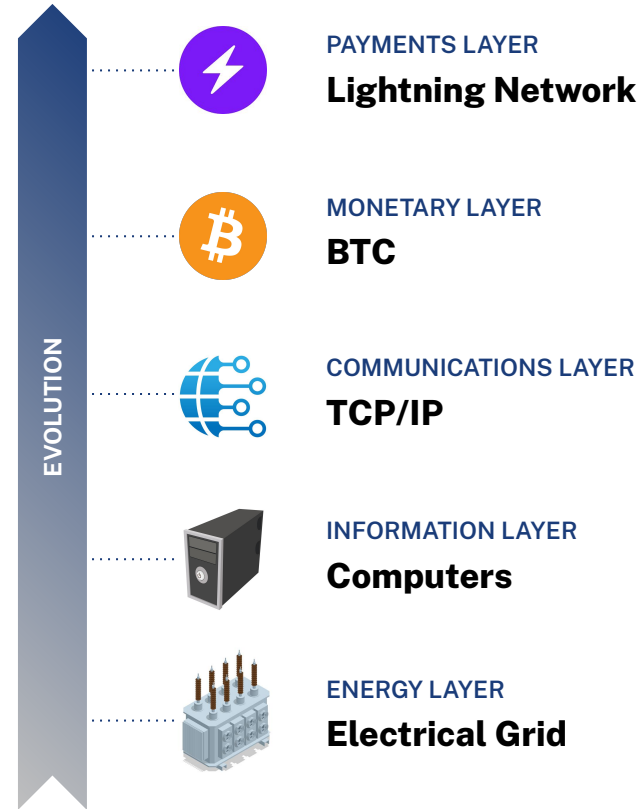 PAYMENTS LAYER
Lightning Network
MONETARY LAYER
BTC
EVOLUTION
COMMUNICATIONS LAYER
TCP/IP
INFORMATION LAYER
Computers
ENERGY LAYER
Electrical Grid